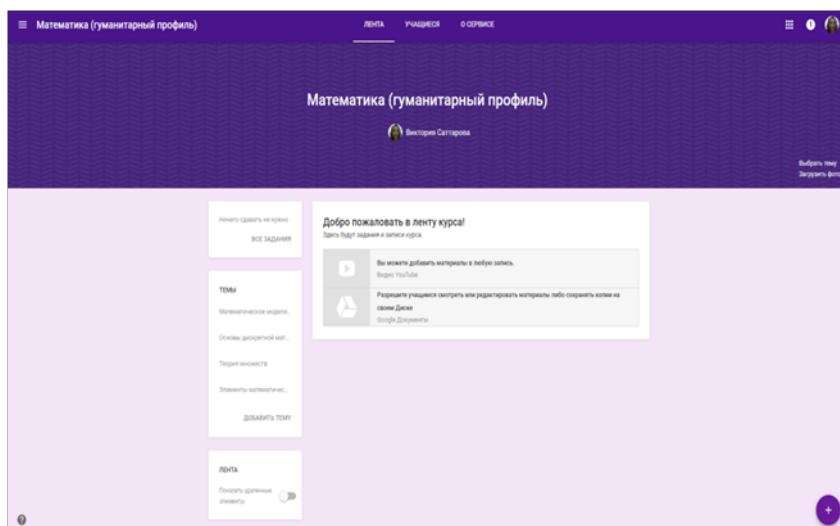 Математика (гуманитарный профиль)
ЛЕНТА УЧАЩИЕСЯ О СЕРВИСЕ
Математика (гуманитарный профиль)
Виктория Саттарова
Выбрать тему
Загрузить фото
Ничего сдавать не нужно
ВСЕ ЗАДАНИЯ
ТЕМЫ
Математическое модели...
Основы дискретной мат...
Теория множеств
Элементы математичес...
ДОБАВИТЬ ТЕМУ
ЛЕНТА
Показать удаленные
элементы
Добро пожаловать в ленту курса!
Здесь будут задания и записи курса.
Вы можете добавить материалы в любую запись.
Видео YouTube
Разрешите учащимся смотреть или редактировать материалы либо сохранять копии на
своем Диске
Google Документы